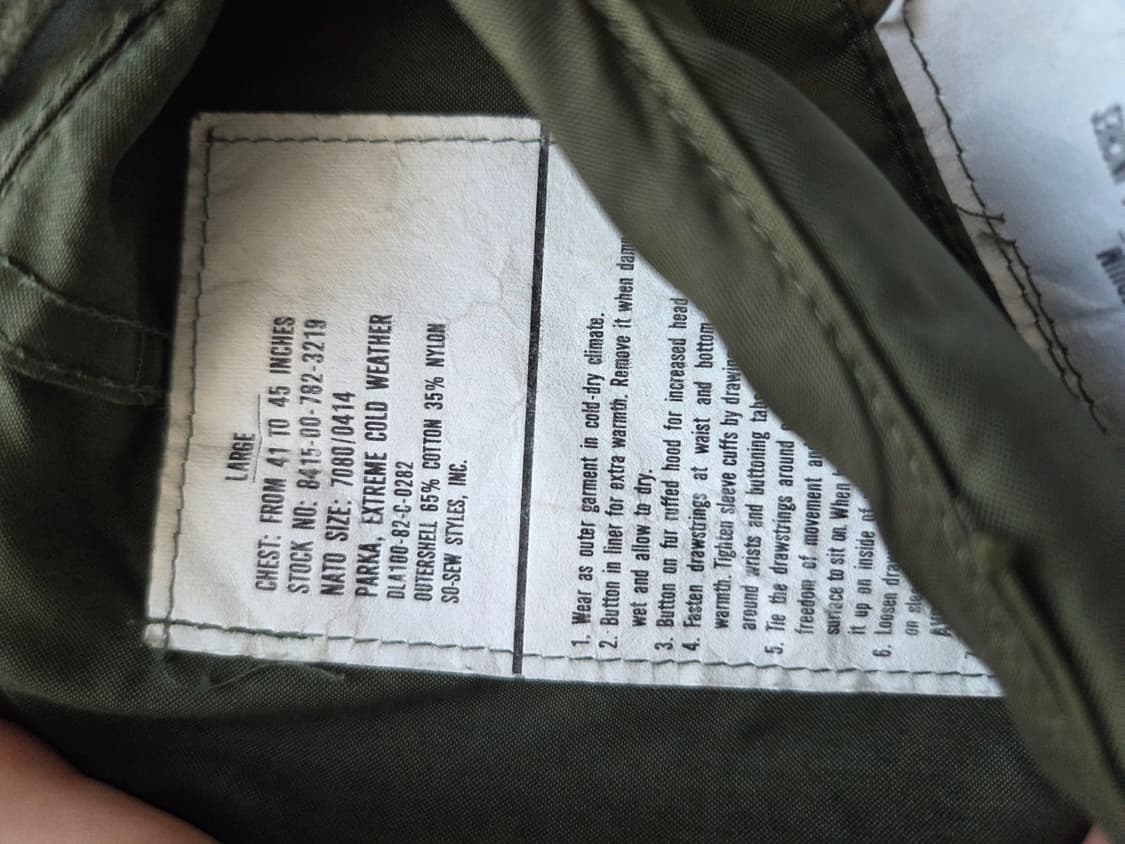 LARGE
CHEST: FROM 41 TO 45 INCHES
STOCK NO: 8415-00-782-3219
NATO SIZE: 7080/0414
PARKA, EXTREME COLD WEATHER
DLA100-82-C-0282
OUTERSHELL 65% COTTON 35% NYLON
SO-SEW STYLES, INC.
1. Wear as outer garment in cold-dry climate.
2. Button in liner for extra warmth. Remove it when
wet and allow to dry.
3. Button on fur ruffed hood for increased head
4. Fasten drawstrings at waist and bottom
warmth. Tighten sleeve cuffs by
around wrists and buttoning
5. Tie the drawstrings around
freedom of movement
surface to sit on. When
it up on inside of
6. Loosen
on